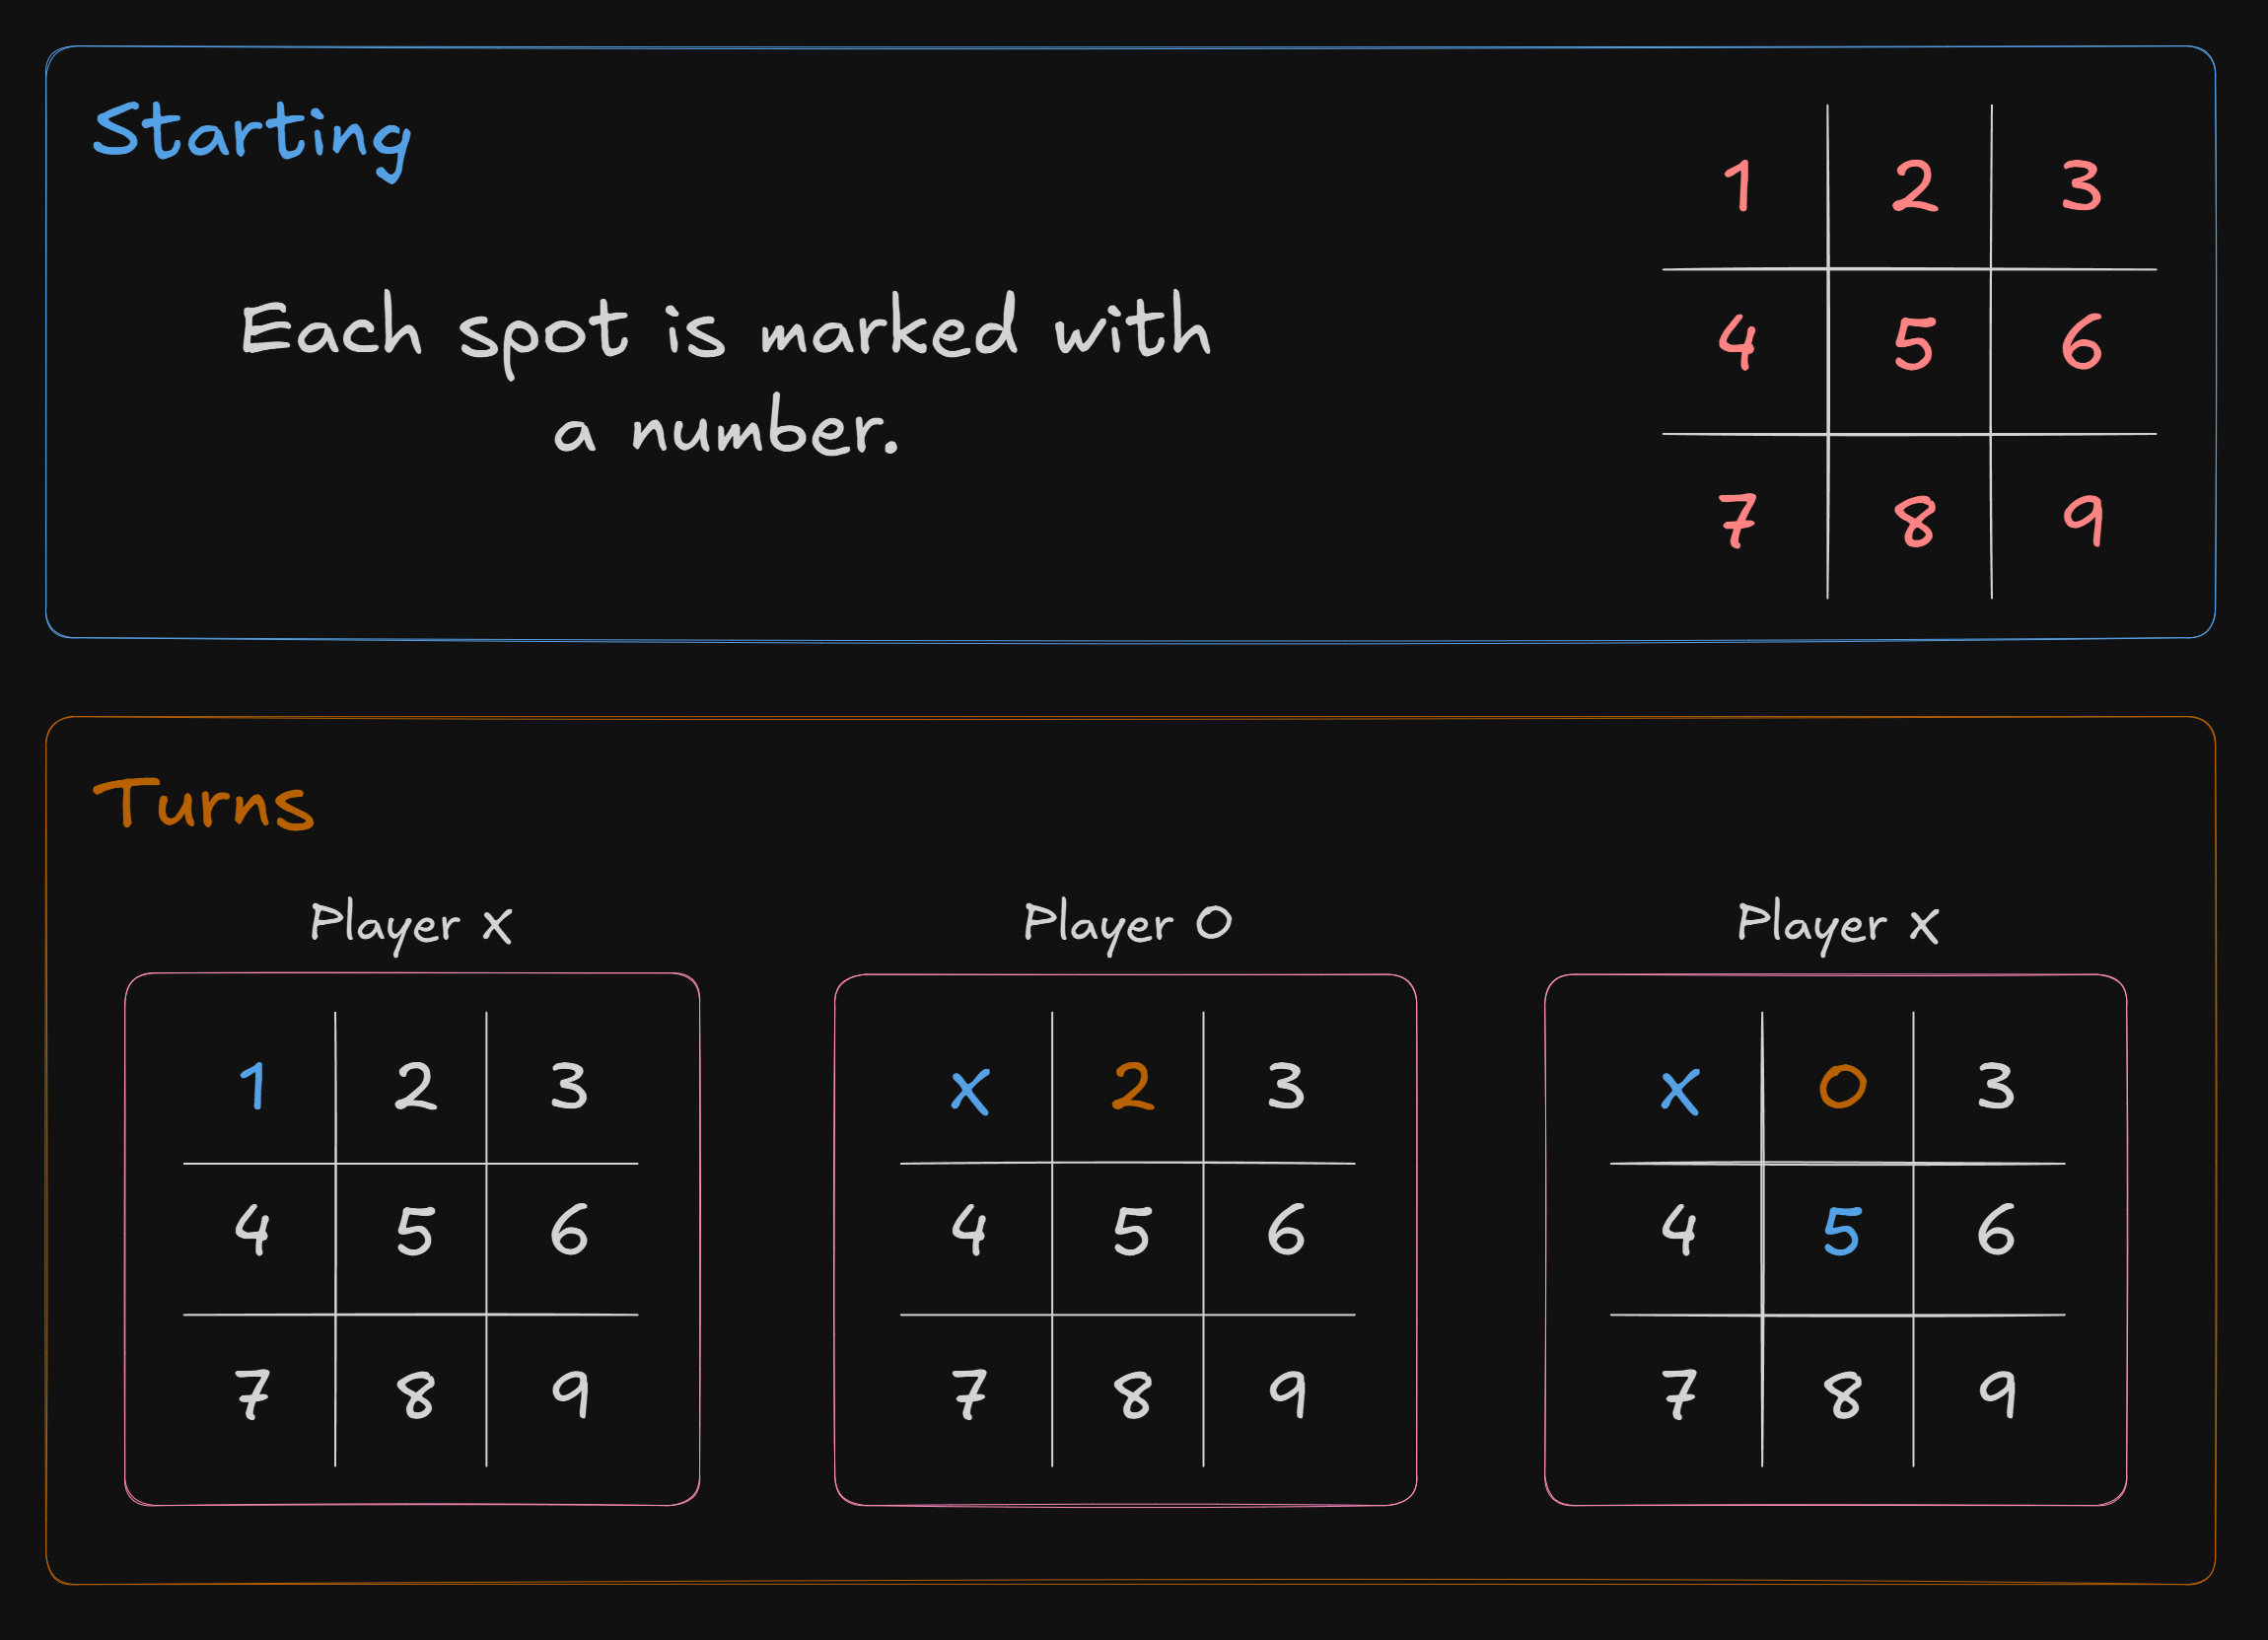 Starting
1 2 3
Each spot is marked with
4 5 6
a number.
7 8 9
Turns
Player X
1 2 3
4 5 6
7 8 9
Player O
X 2 3
4 5 6
7 8 9
Player X
X O 3
4 5 6
7 8 9